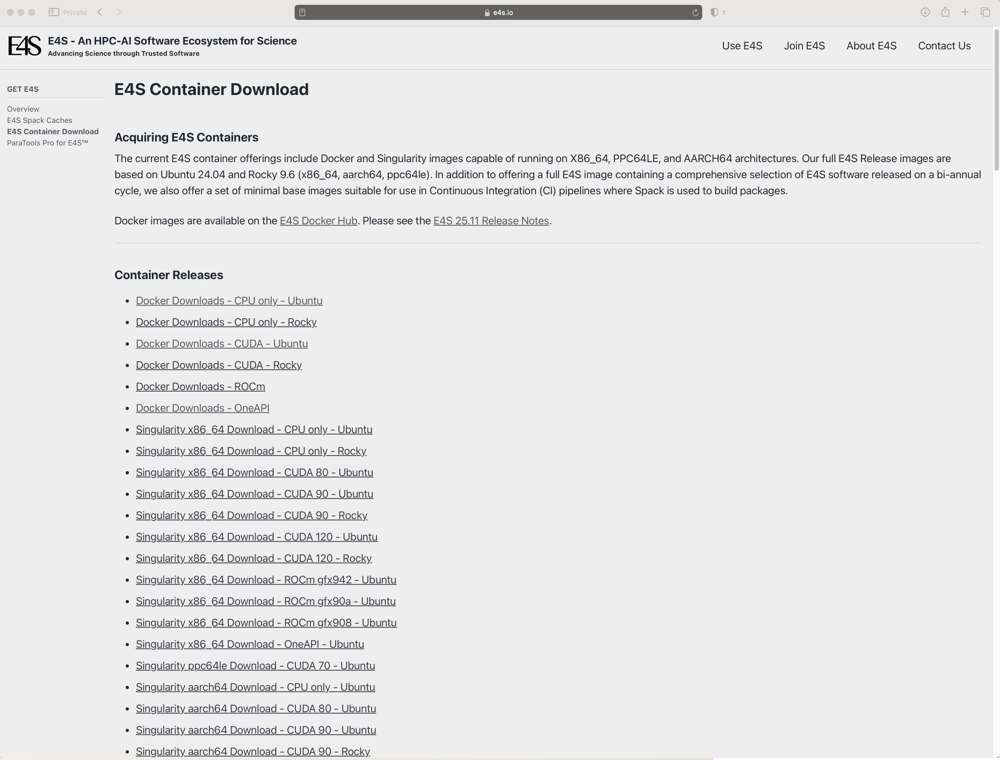 Private
e4s.io
1
E4S
E4S - An HPC-AI Software Ecosystem for Science
Advancing Science through Trusted Software
Use E4S
Join E4S
About E4S
Contact Us
GET E4S
Overview
E4S Spack Caches
E4S Container Download
ParaTools Pro for E4S™
E4S Container Download
Acquiring E4S Containers
The current E4S container offerings include Docker and Singularity images capable of running on X86_64, PPC64LE, and AARCH64 architectures. Our full E4S Release images are
based on Ubuntu 24.04 and Rocky 9.6 (x86_64, aarch64, ppc64le). In addition to offering a full E4S image containing a comprehensive selection of E4S software released on a bi-annual
cycle, we also offer a set of minimal base images suitable for use in Continuous Integration (CI) pipelines where Spack is used to build packages.
Docker images are available on the E4S Docker Hub. Please see the E4S 25.11 Release Notes.
Container Releases
• Docker Downloads - CPU only - Ubuntu
• Docker Downloads - CPU only - Rocky
• Docker Downloads - CUDA - Ubuntu
• Docker Downloads - CUDA - Rocky
• Docker Downloads - ROCm
• Docker Downloads - OneAPI
• Singularity x86_64 Download - CPU only - Ubuntu
• Singularity x86_64 Download - CPU only - Rocky
• Singularity x86_64 Download - CUDA 80 - Ubuntu
• Singularity x86_64 Download - CUDA 90 - Ubuntu
• Singularity x86_64 Download - CUDA 90 - Rocky
• Singularity x86_64 Download - CUDA 120 - Ubuntu
• Singularity x86_64 Download - CUDA 120 - Rocky
• Singularity x86_64 Download - ROCm gfx942 - Ubuntu
• Singularity x86_64 Download - ROCm gfx90a - Ubuntu
• Singularity x86_64 Download - ROCm gfx908 - Ubuntu
• Singularity x86_64 Download - OneAPI - Ubuntu
• Singularity ppc64le Download - CUDA 70 - Ubuntu
• Singularity aarch64 Download - CPU only - Ubuntu
• Singularity aarch64 Download - CUDA 80 - Ubuntu
• Singularity aarch64 Download - CUDA 90 - Ubuntu
• Singularity aarch64 Download - CUDA 90 - Rocky